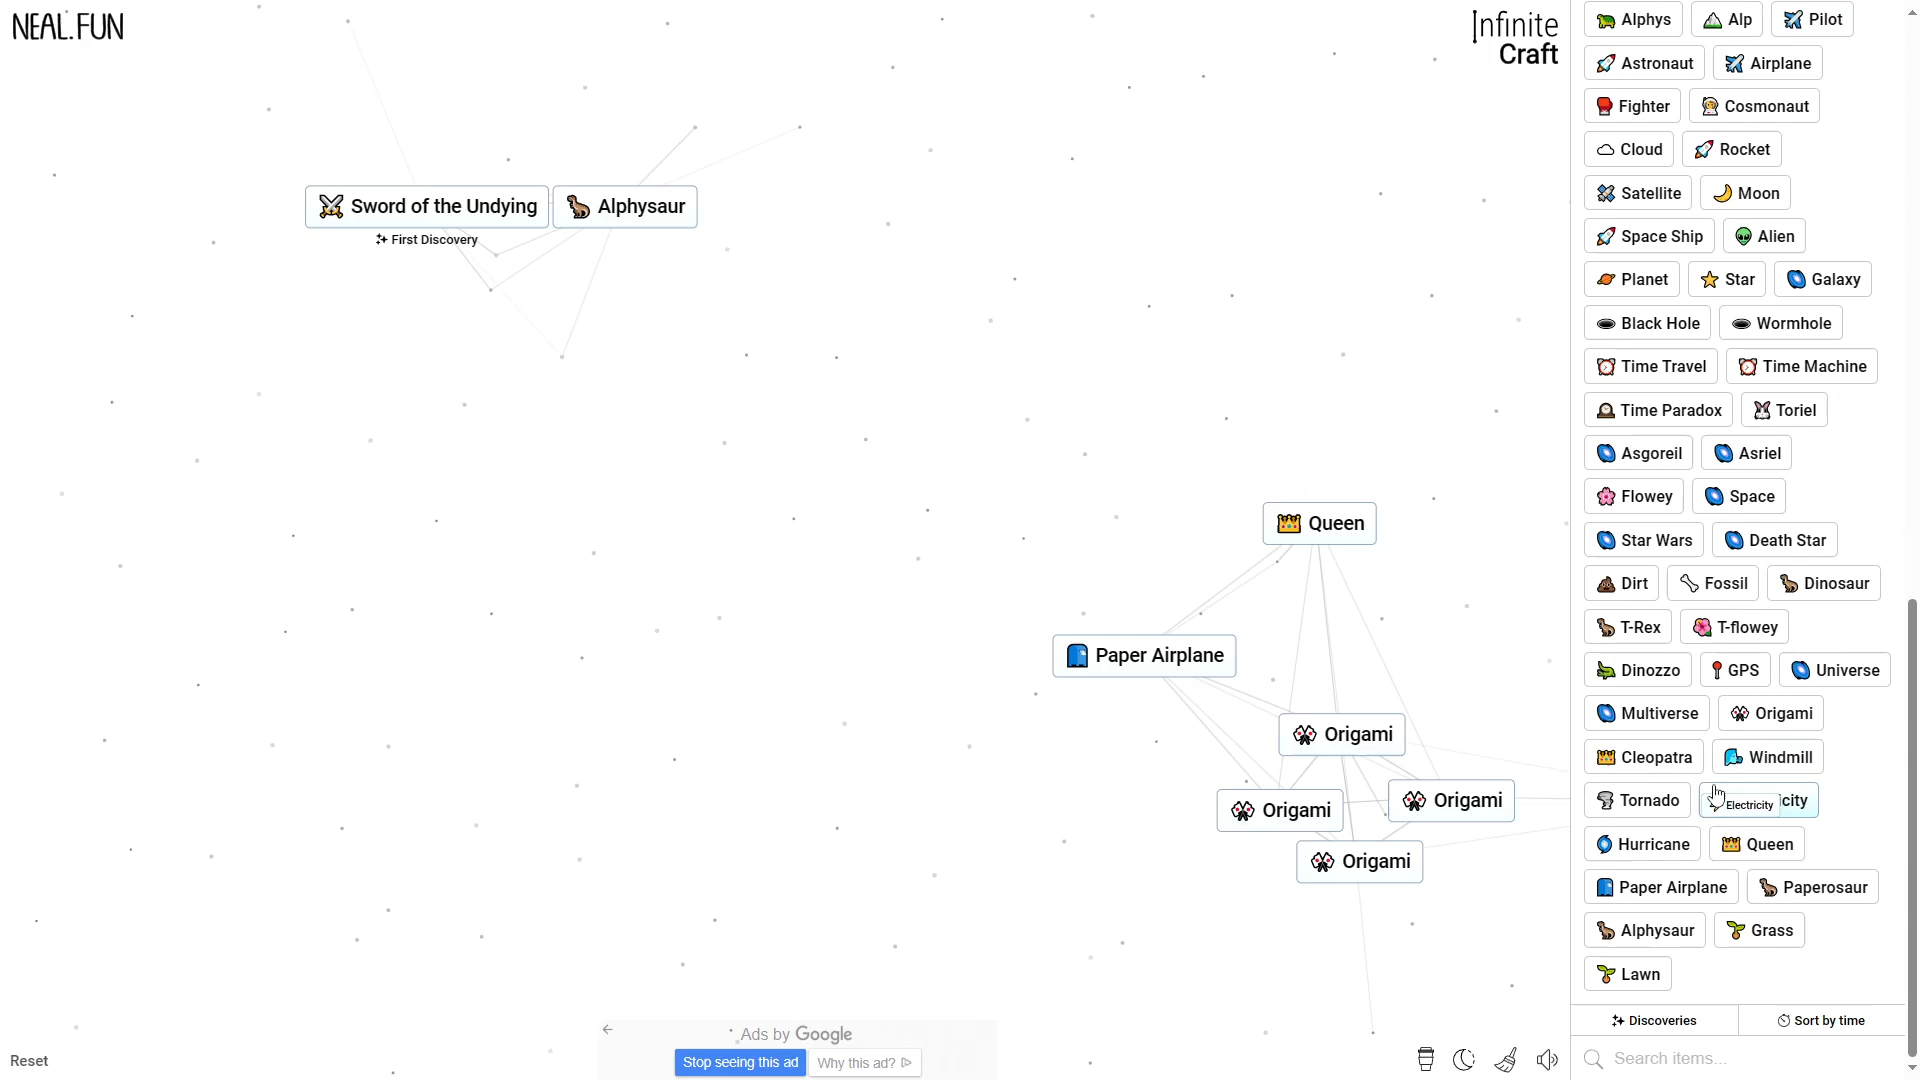 NEAL.FUN
Infinite
Craft
Sword of the Undying
Alphysaur
First Discovery
Queen
Paper Airplane
Origami
Origami
Origami
Origami
Alphys Alp Pilot
Astronaut Airplane
Fighter Cosmonaut
Cloud Rocket
Satellite Moon
Space Ship Alien
Planet Star Galaxy
Black Hole Wormhole
Time Travel Time Machine
Time Paradox Toriel
Asgoreil Asriel
Flowey Space
Star Wars Death Star
Dirt Fossil Dinosaur
T-Rex T-flowey
Dinozzo GPS Universe
Multiverse Origami
Cleopatra Windmill
Tornado Electricity icity
Hurricane Queen
Paper Airplane Paperosaur
Alphysaur Grass
Lawn
Discoveries Sort by time
Search items...
Ads by Google
Stop seeing this ad Why this ad?
Reset